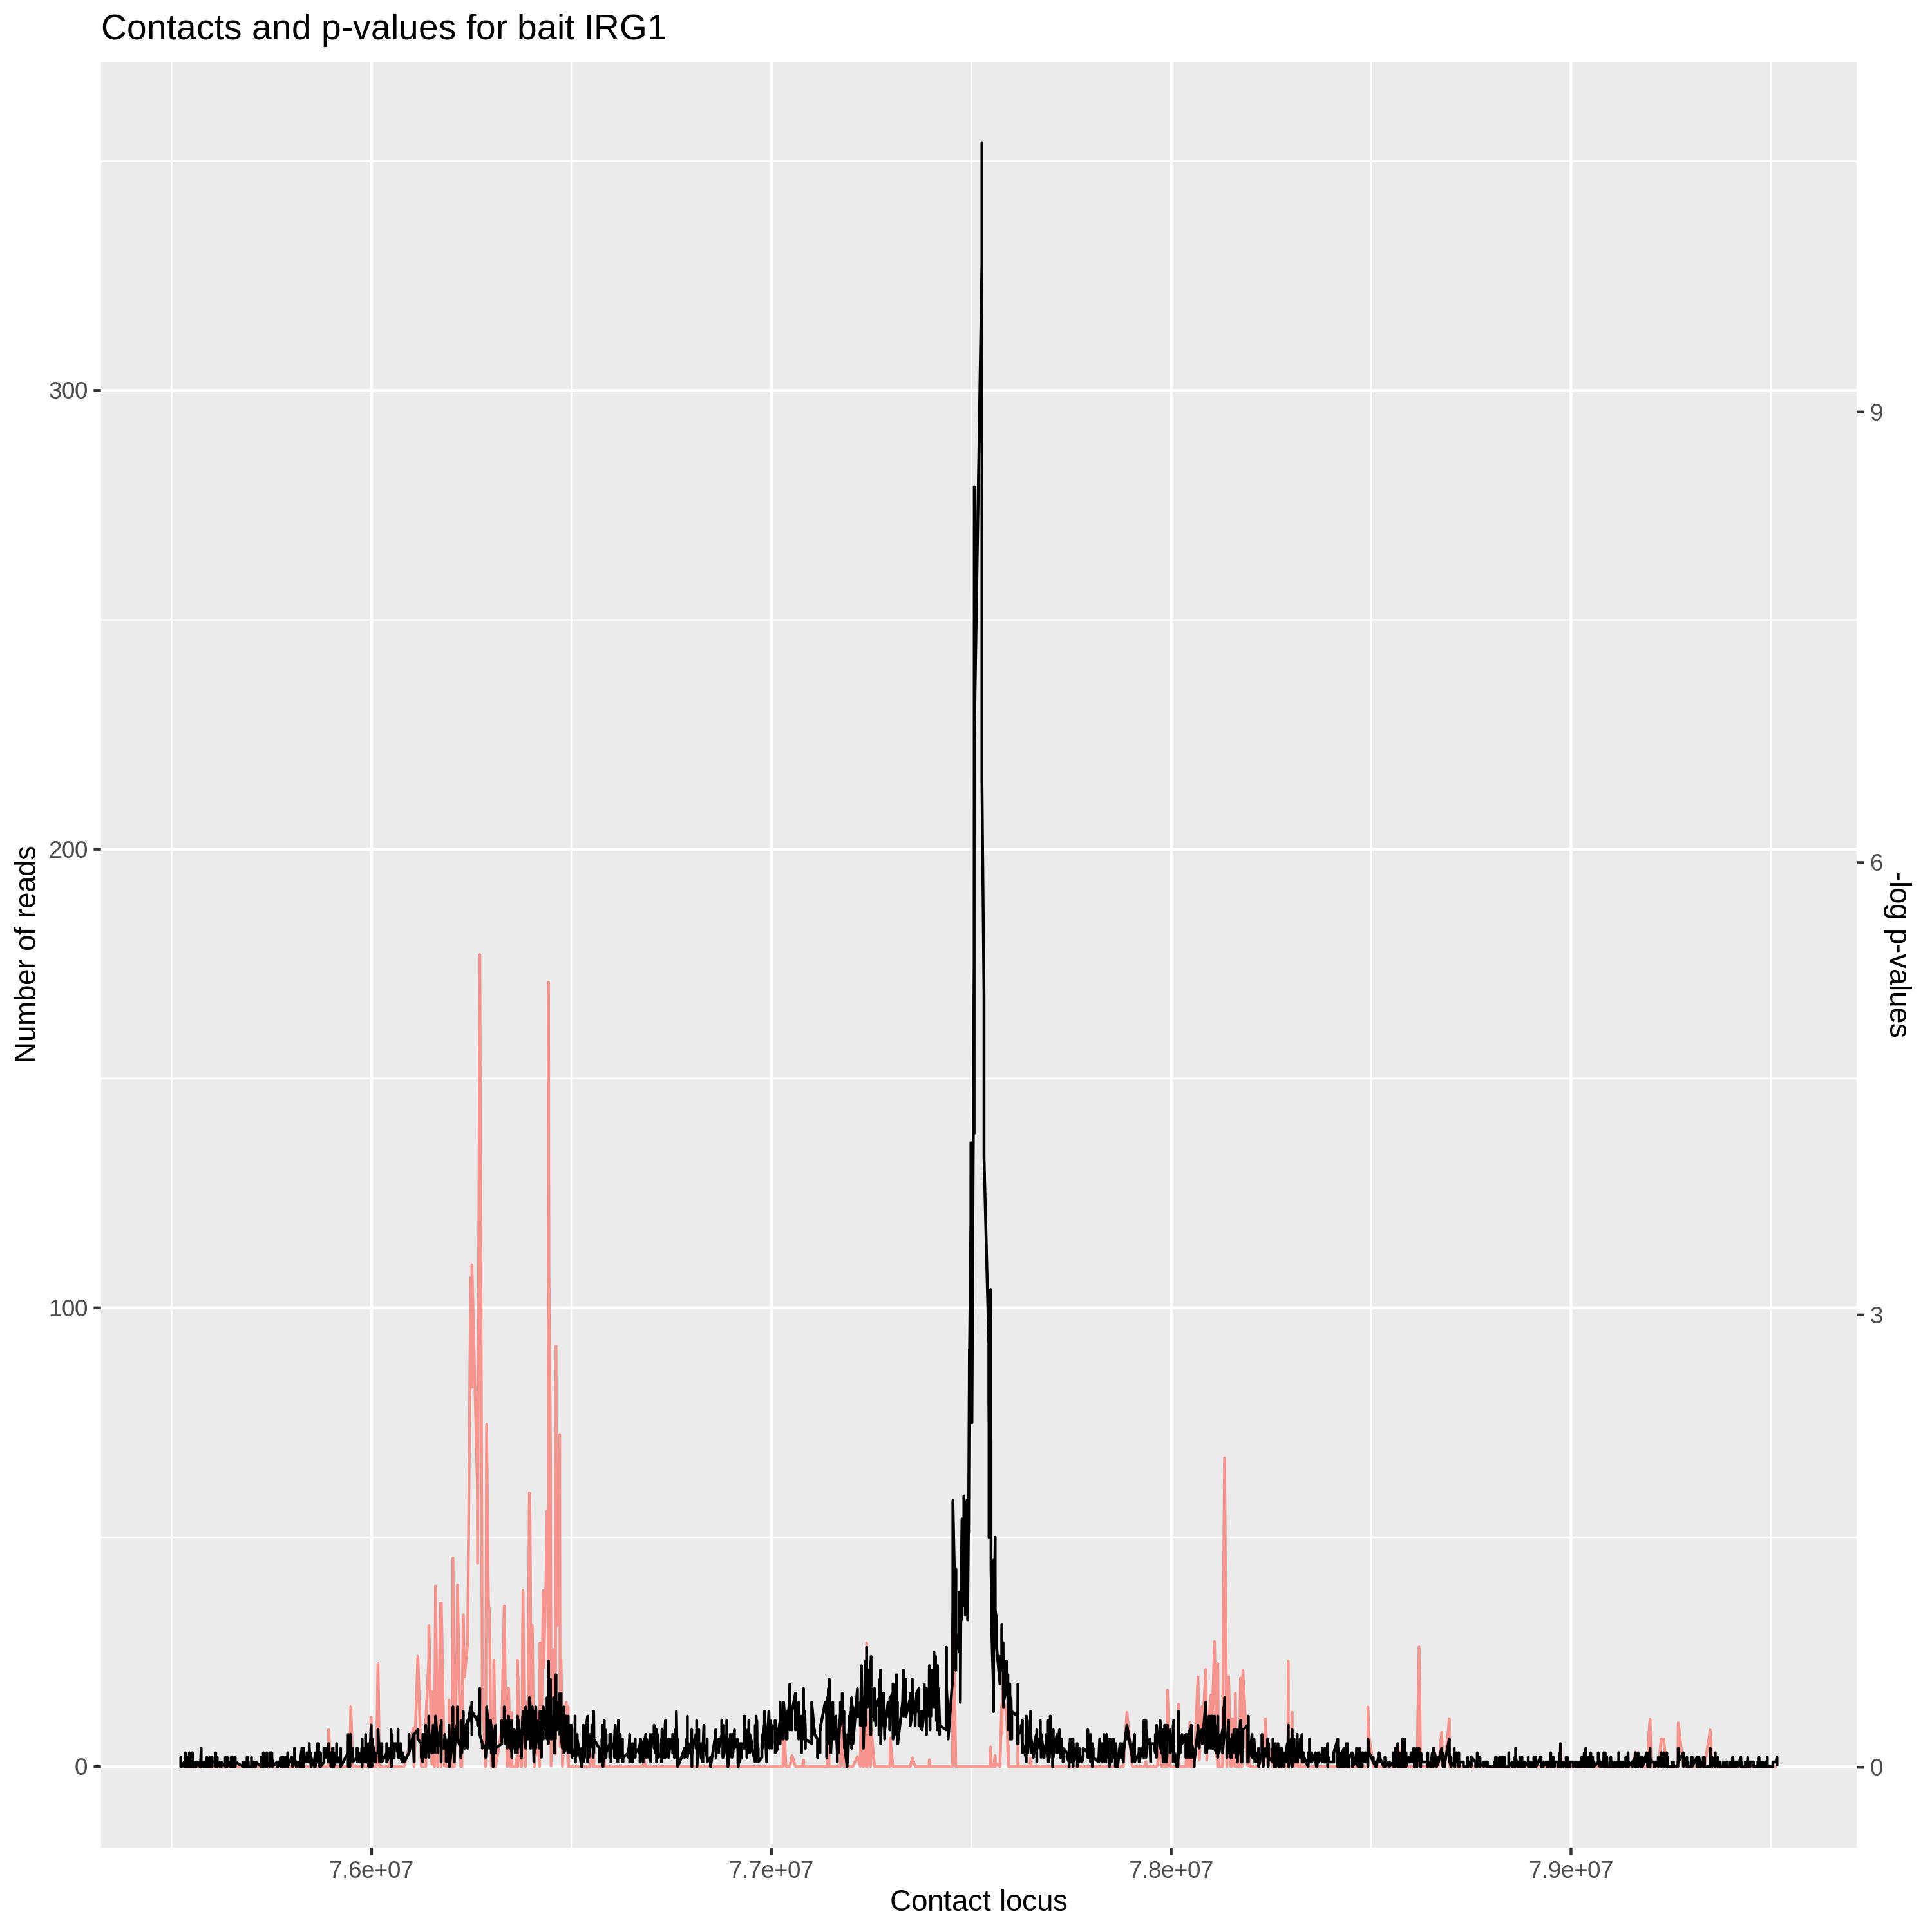 Contacts and p-values for bait IRG1
Number of reads
300
200
100
0
9
6
3
0
-log p-values
7.6e+07 7.7e+07 7.8e+07 7.9e+07
Contact locus